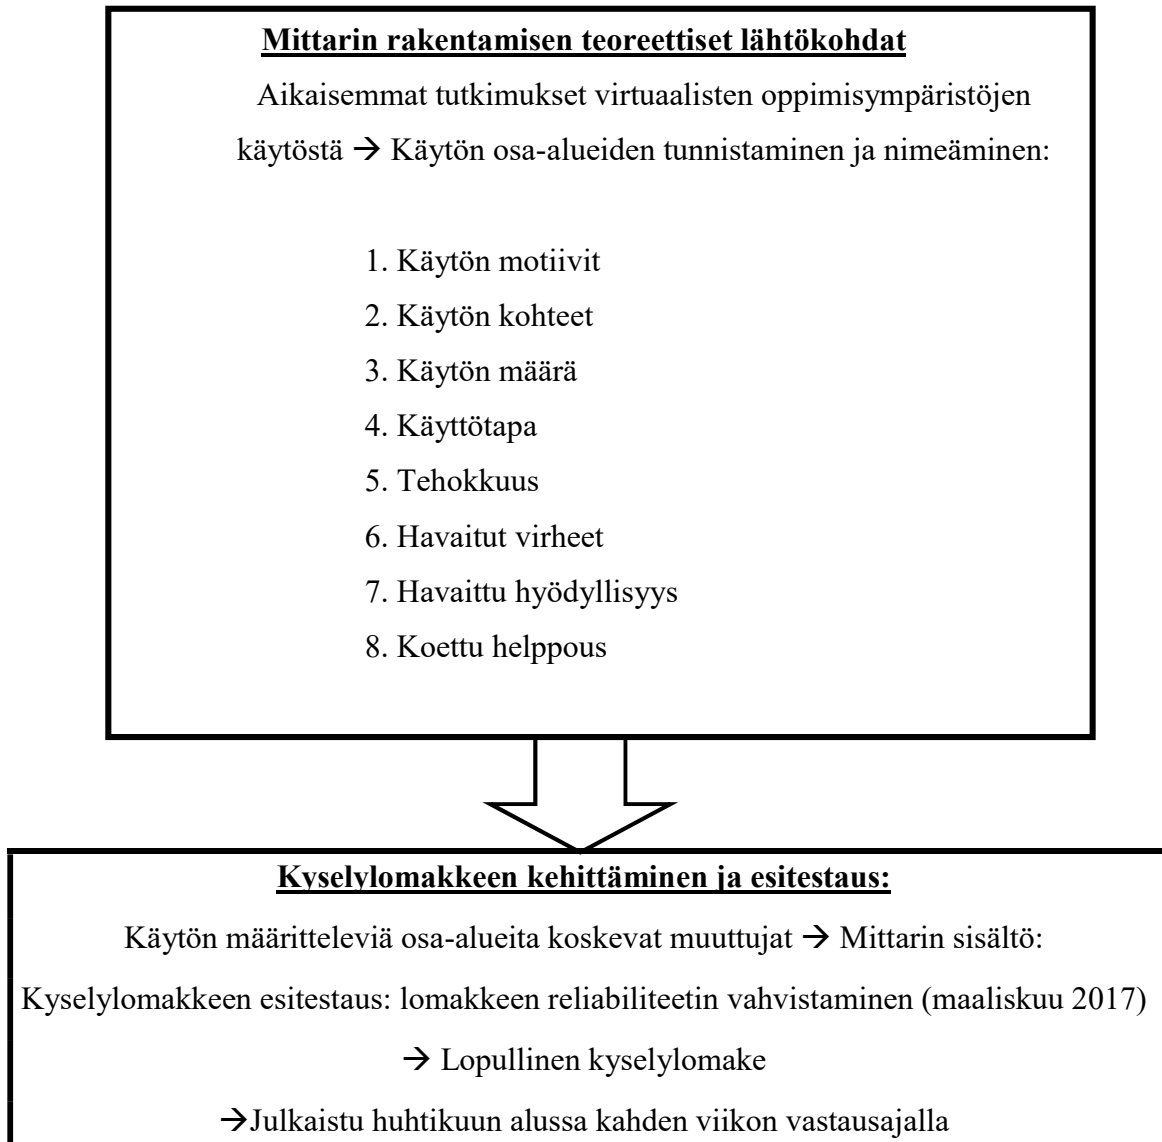 Mittarin rakentamisen teoreettiset lähtökohdat
Aikaisemmat tutkimukset virtuaalisten oppimisympäristöjen
käytöstä → Käytön osa-alueiden tunnistaminen ja nimeäminen:
1. Käytön motiivit
2. Käytön kohteet
3. Käytön määrä
4. Käyttötapa
5. Tehokkuus
6. Havaitut virheet
7. Havaittu hyödyllisyys
8. Koettu helppous
Kyselylomakkeen kehittäminen ja esitestaus:
Käytön määritteleviä osa-alueita koskevat muuttujat → Mittarin sisältö:
Kyselylomakkeen esitestaus: lomakkeen reliabiliteetin vahvistaminen (maaliskuu 2017)
→ Lopullinen kyselylomake
→Julkaistu huhtikuun alussa kahden viikon vastausajalla